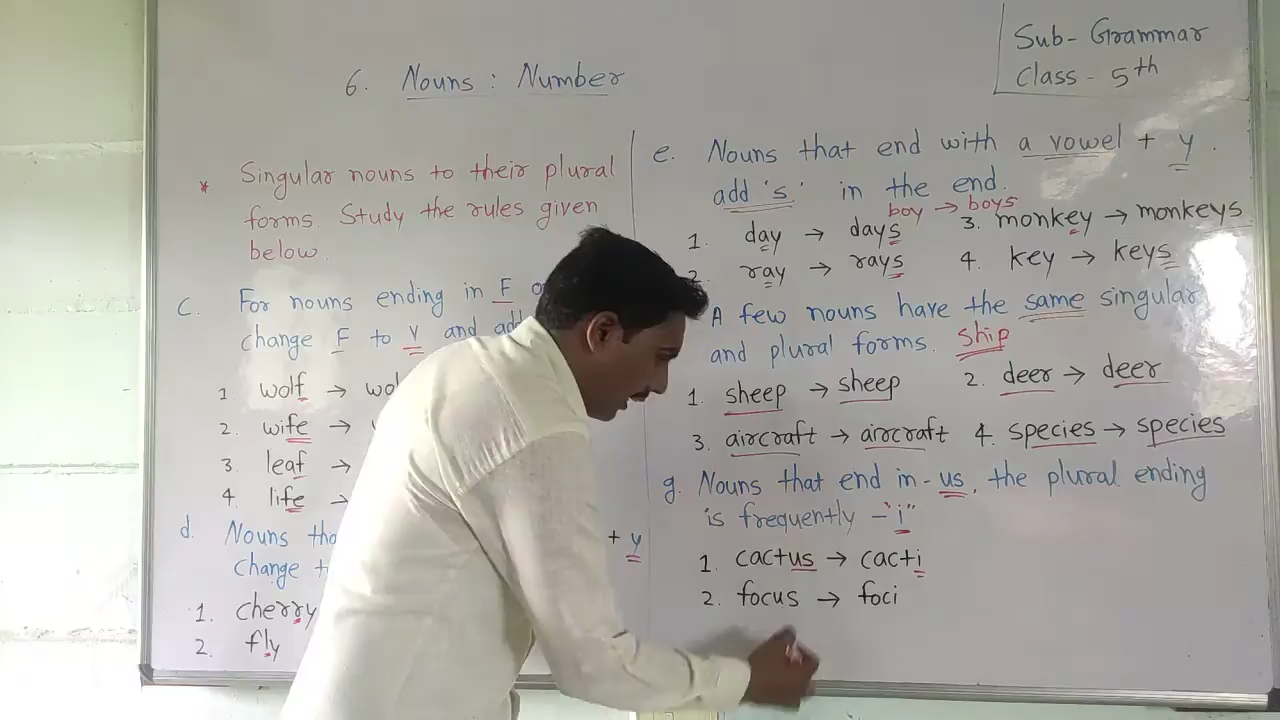 Sub- Grammar
Class - 5th
6. Nouns : Number
* Singular nouns to their plural
forms. Study the rules given
below.
c. For nouns ending in F
change F to v and add
1. wolf →
2. wife →
3. leaf →
4. life →
d. Nouns + y
change
1. cherry
2. fly
e. Nouns that end with a vowel + y.
add 's' in the end.
boy → boys
1. day → days 3. monkey → monkeys
2 ray → rays 4. key → keys
A few nouns have the same singular
and plural forms. ship
1. sheep → sheep 2. deer → deer
3. aircraft → aircraft 4. species → species
g. Nouns that end in - us, the plural ending
is frequently - "i"
1. cactus → cacti
2. focus → foci